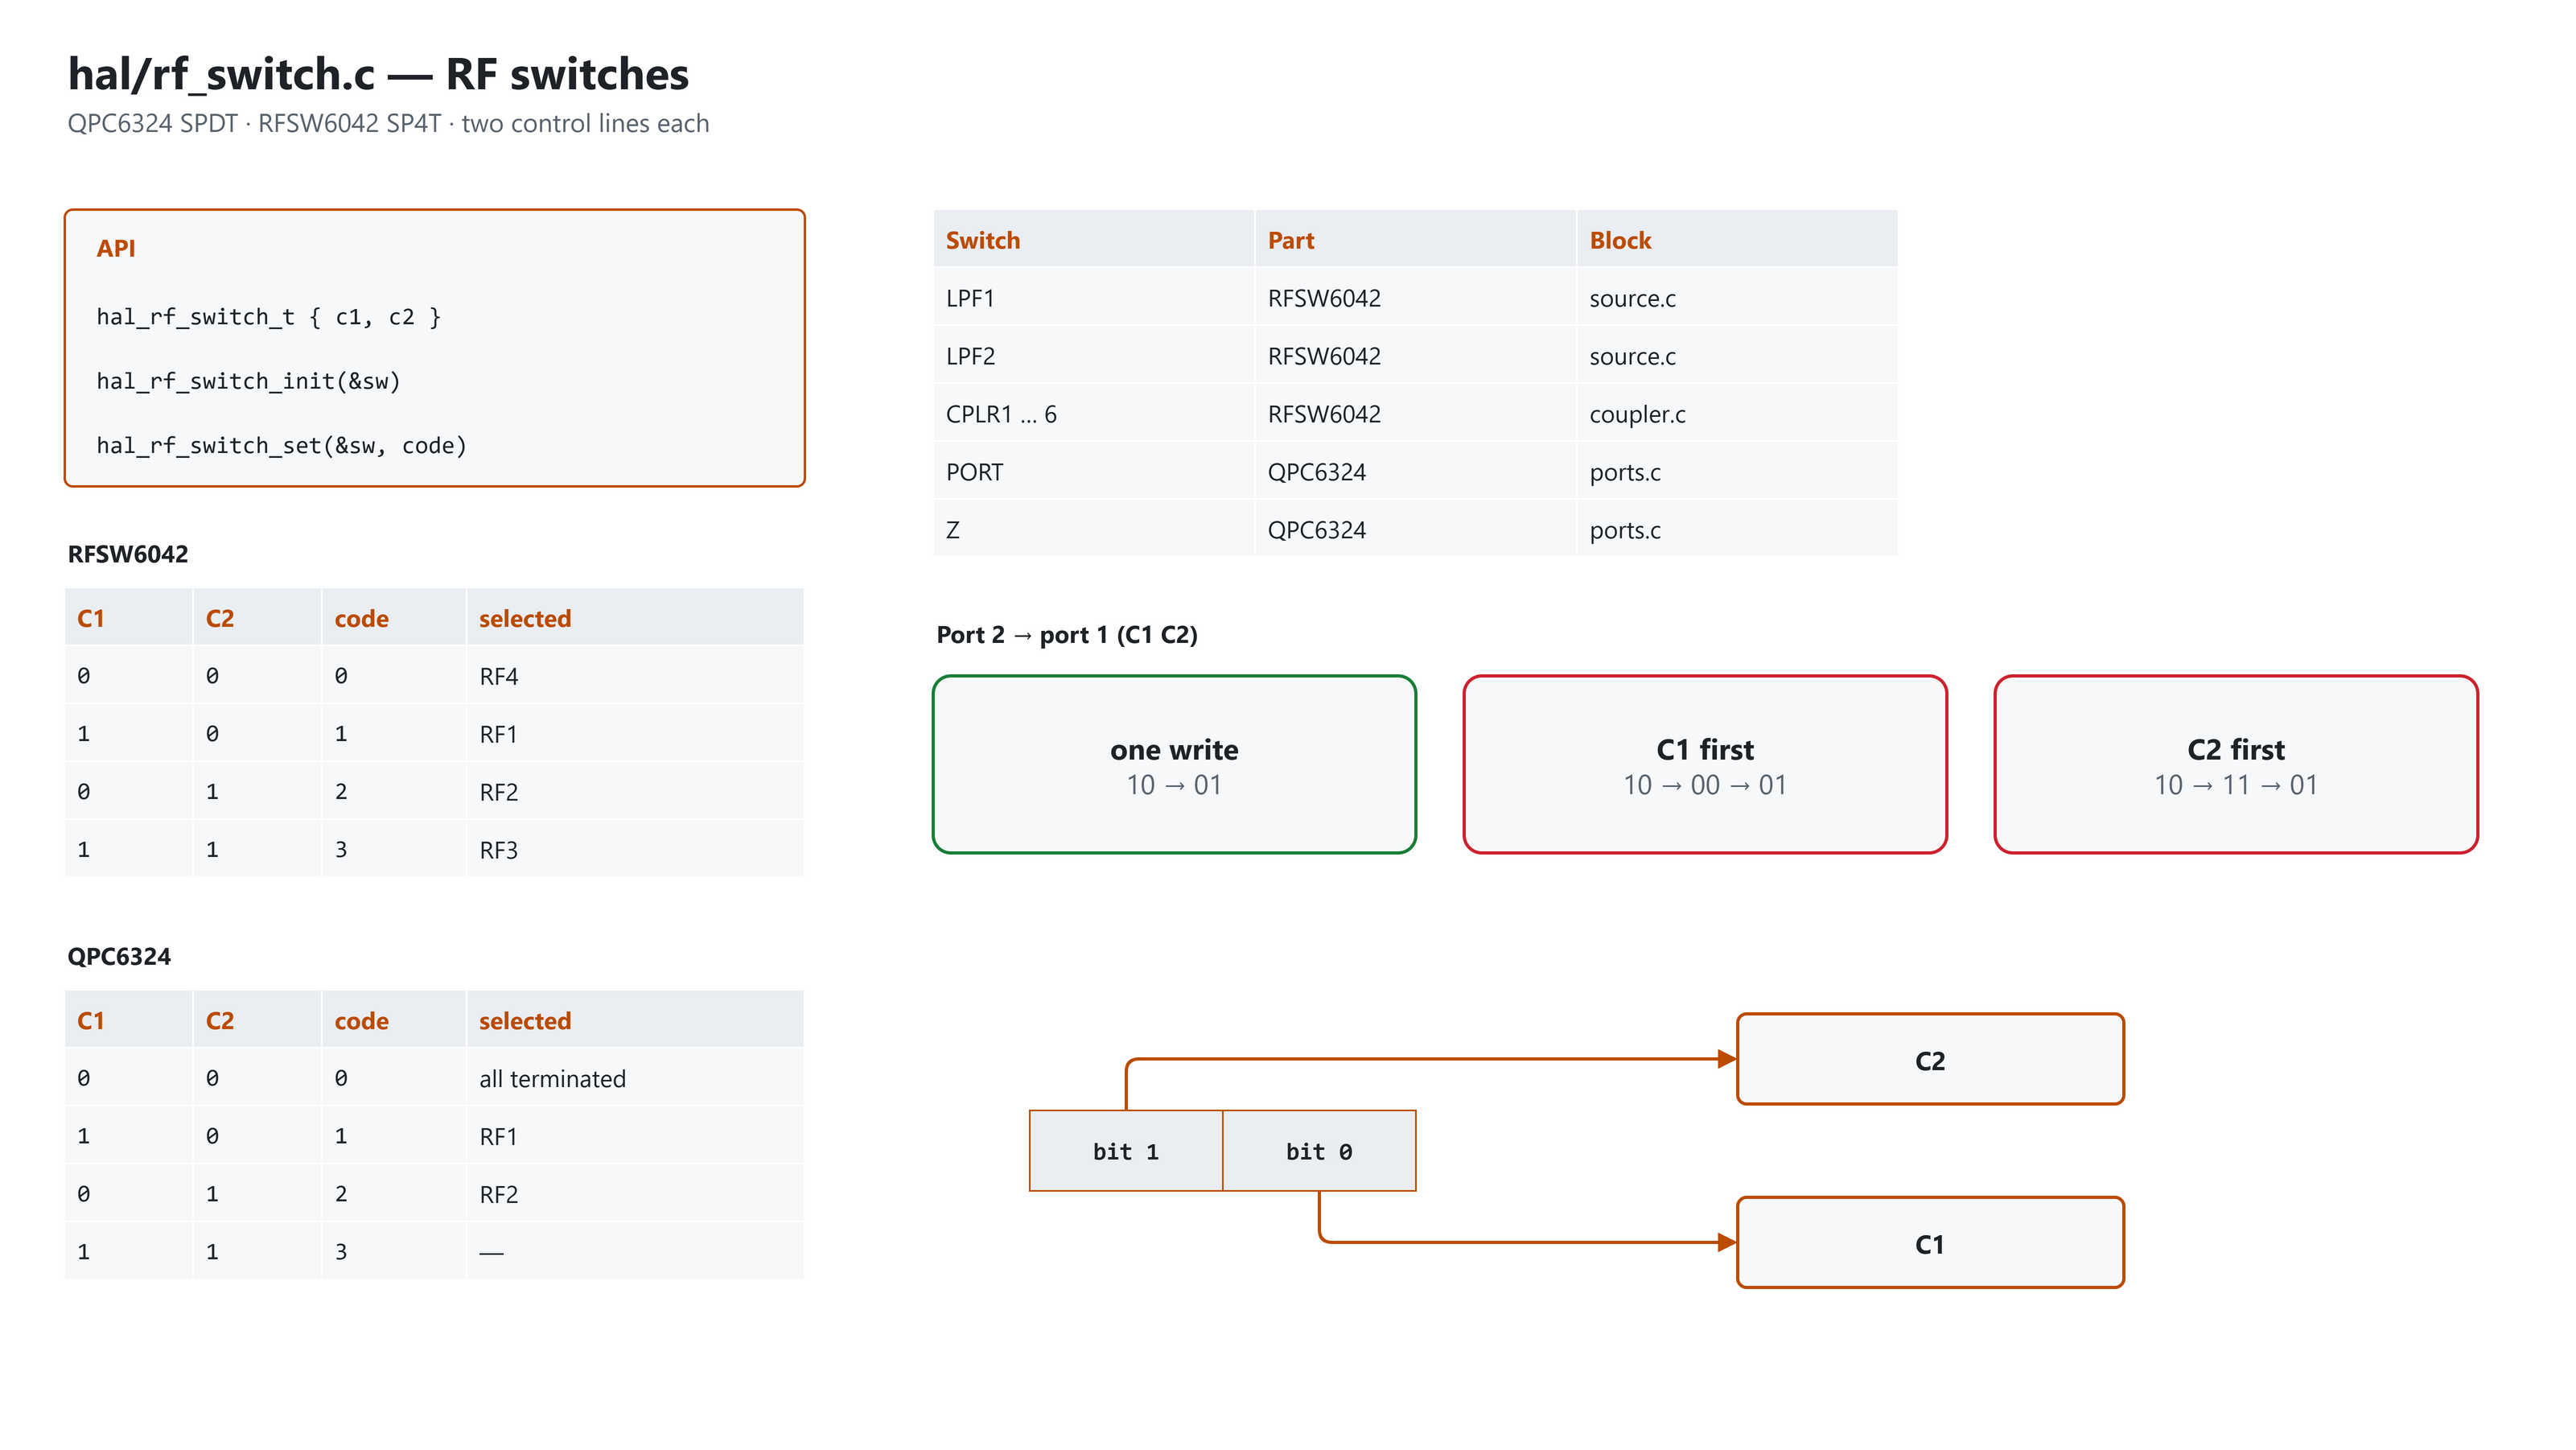 hal/rf_switch.c — RF switches
QPC6324 SPDT · RFSW6042 SP4T · two control lines each
API
hal_rf_switch_t { c1, c2 }
hal_rf_switch_init(&sw)
hal_rf_switch_set(&sw, code)
RFSW6042
C1 C2 code selected
0 0 0 RF4
1 0 1 RF1
0 1 2 RF2
1 1 3 RF3
QPC6324
C1 C2 code selected
0 0 0 all terminated
1 0 1 RF1
0 1 2 RF2
1 1 3 —
Switch Part Block
LPF1 RFSW6042 source.c
LPF2 RFSW6042 source.c
CPLR1 … 6 RFSW6042 coupler.c
PORT QPC6324 ports.c
Z QPC6324 ports.c
Port 2 → port 1 (C1 C2)
one write
10 → 01
C1 first
10 → 00 → 01
C2 first
10 → 11 → 01
C2
bit 1 bit 0
C1